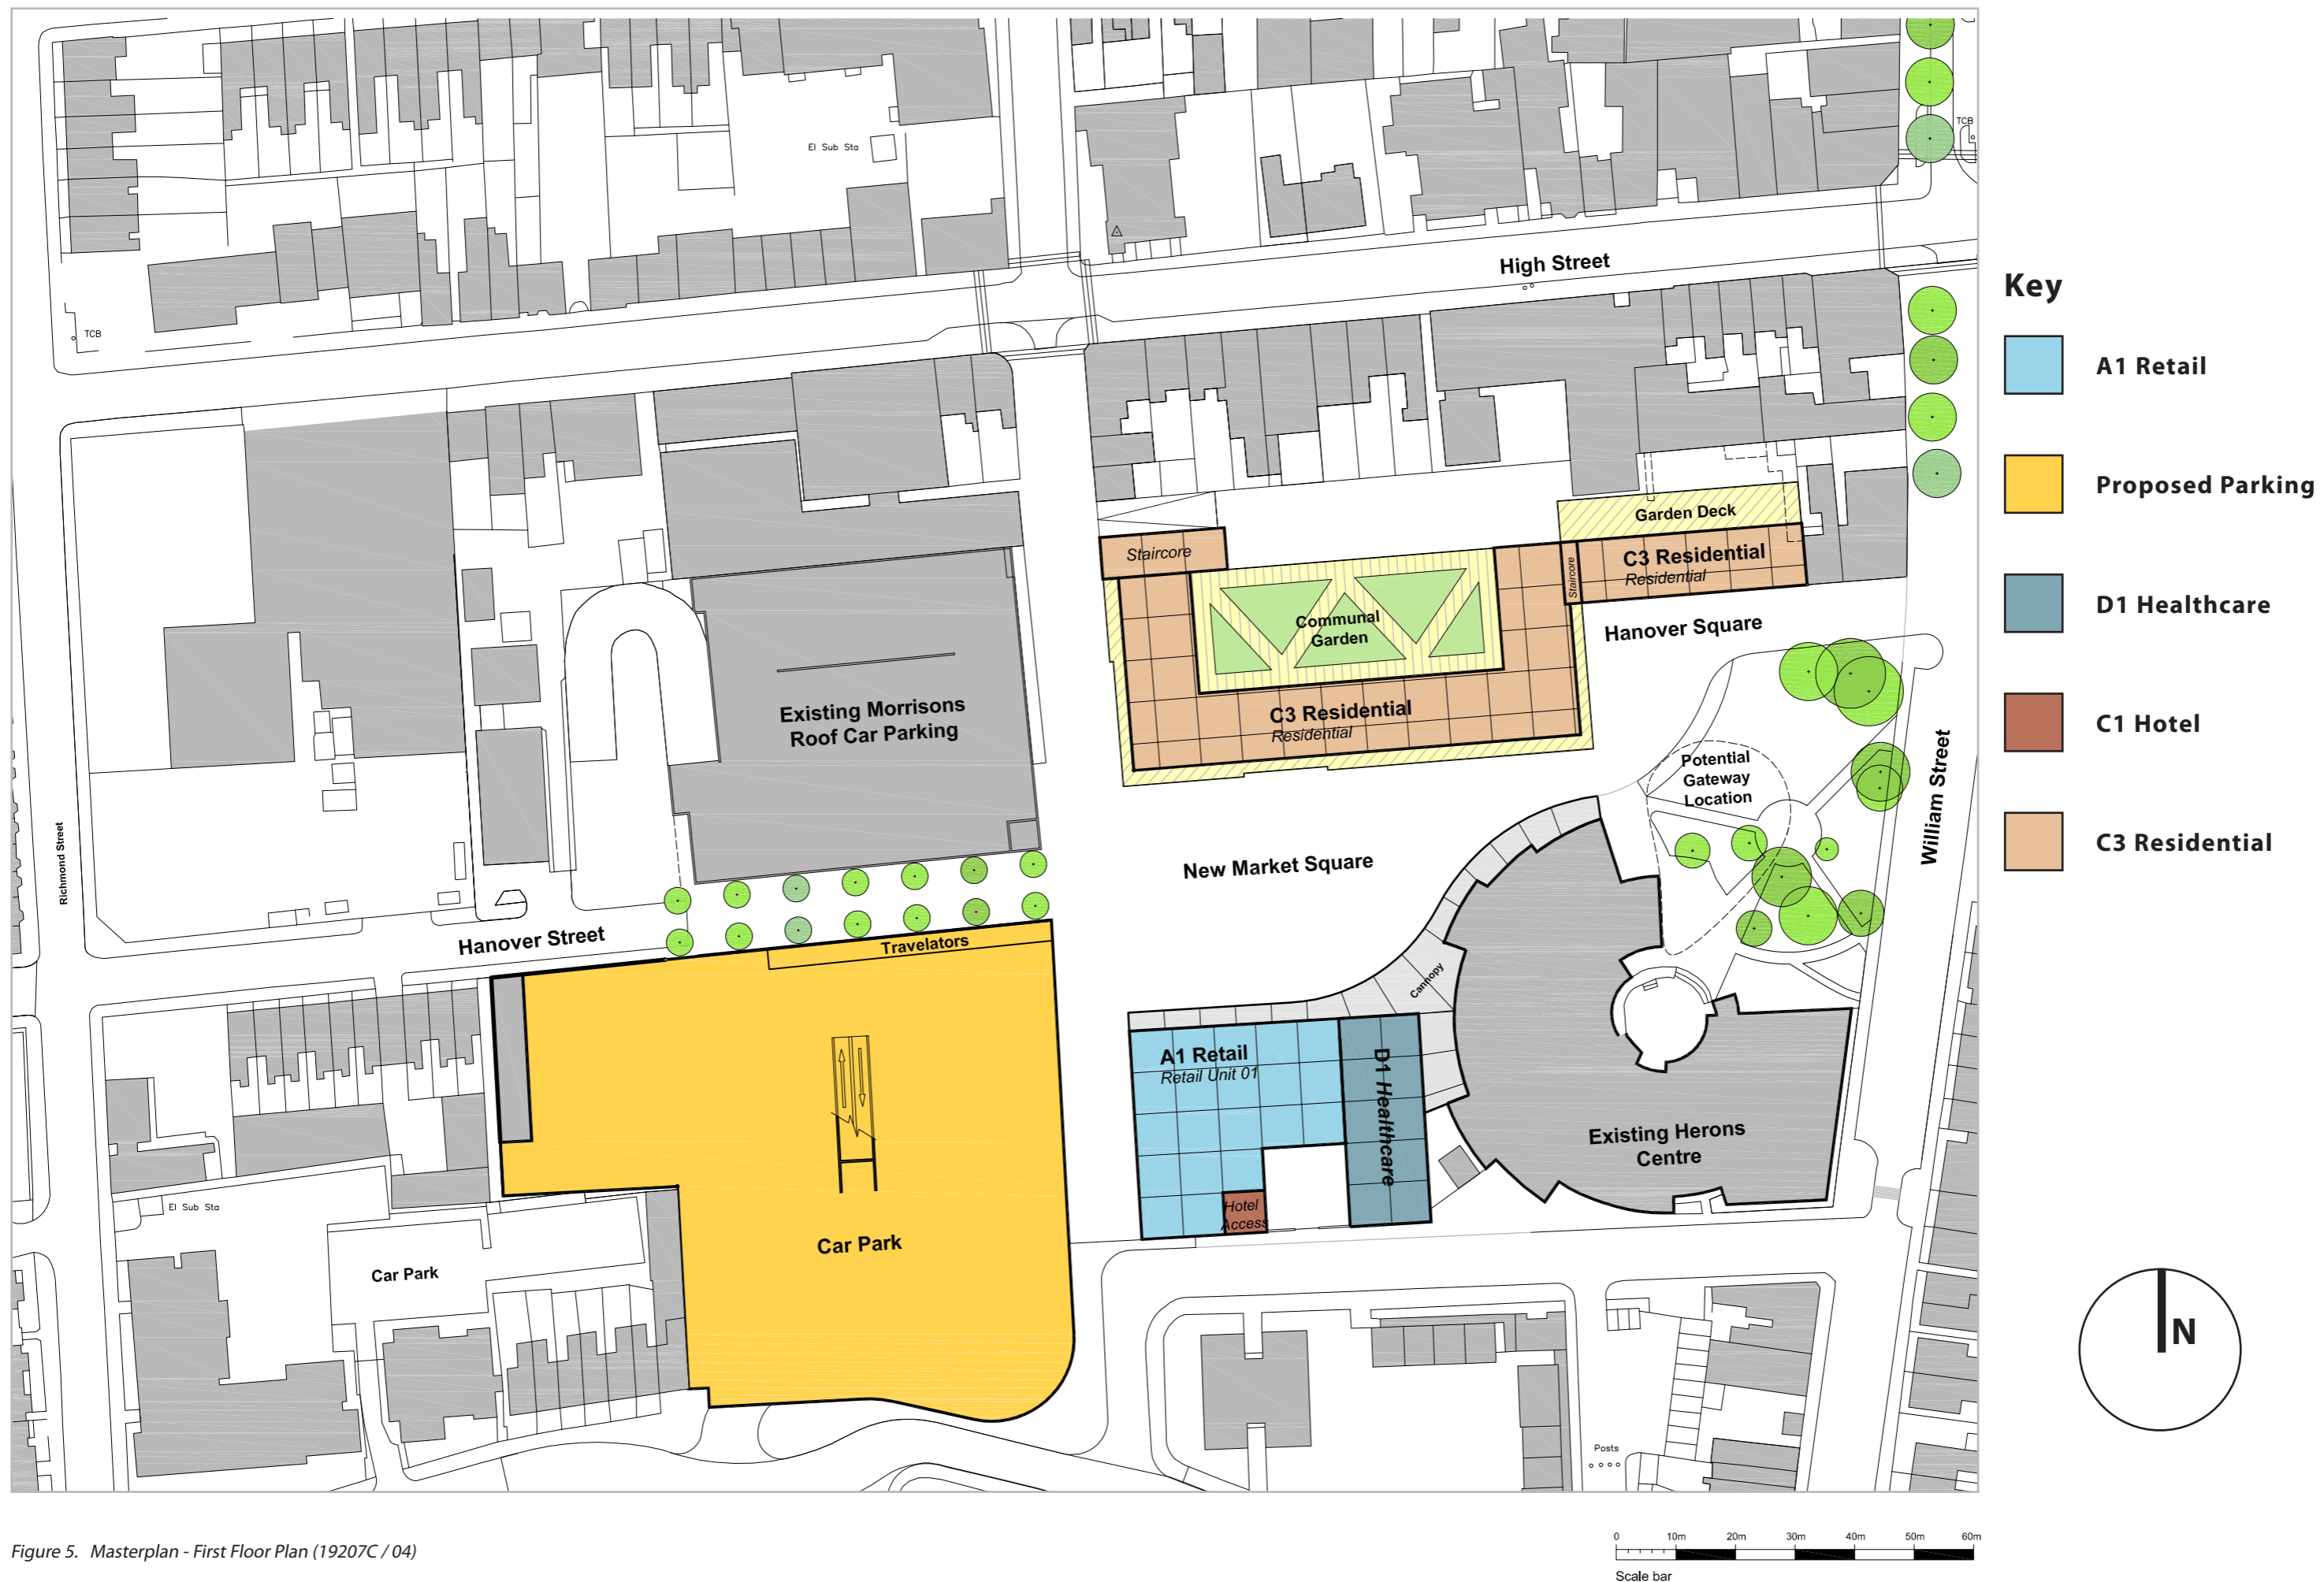 El Sub Sta
TCB
High Street
TCB
Key
A1 Retail
Proposed Parking
D1 Healthcare
C1 Hotel
C3 Residential
Garden Deck
Staircore
C3 Residential
Residential
Staircore
Communal
Garden
Hanover Square
C3 Residential
Residential
Existing Morrisons
Roof Car Parking
Potential
Gateway
Location
William Street
Richmond Street
New Market Square
Hanover Street
Travelators
Cannopy
A1 Retail
Retail Unit 01
D1 Healthcare
Existing Herons
Centre
Hotel
Access
El Sub Sta
Car Park
Car Park
N
Posts
Figure 5. Masterplan - First Floor Plan (19207C / 04)
0 10m 20m 30m 40m 50m 60m
Scale bar